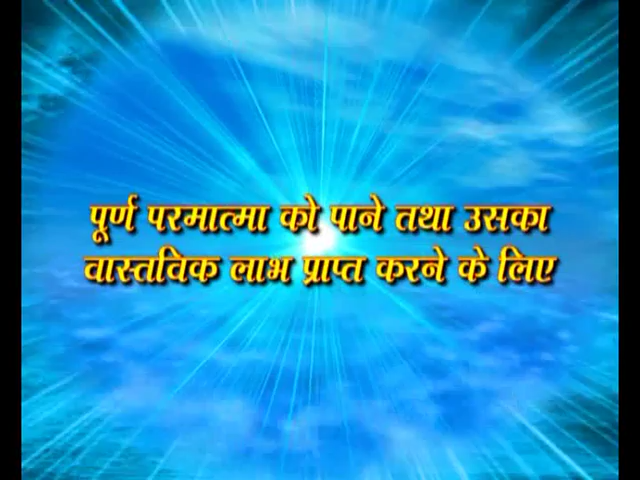 पूर्ण परमात्मा को पाने तथा उसका
वास्तविक लाभ प्राप्त करने के लिए